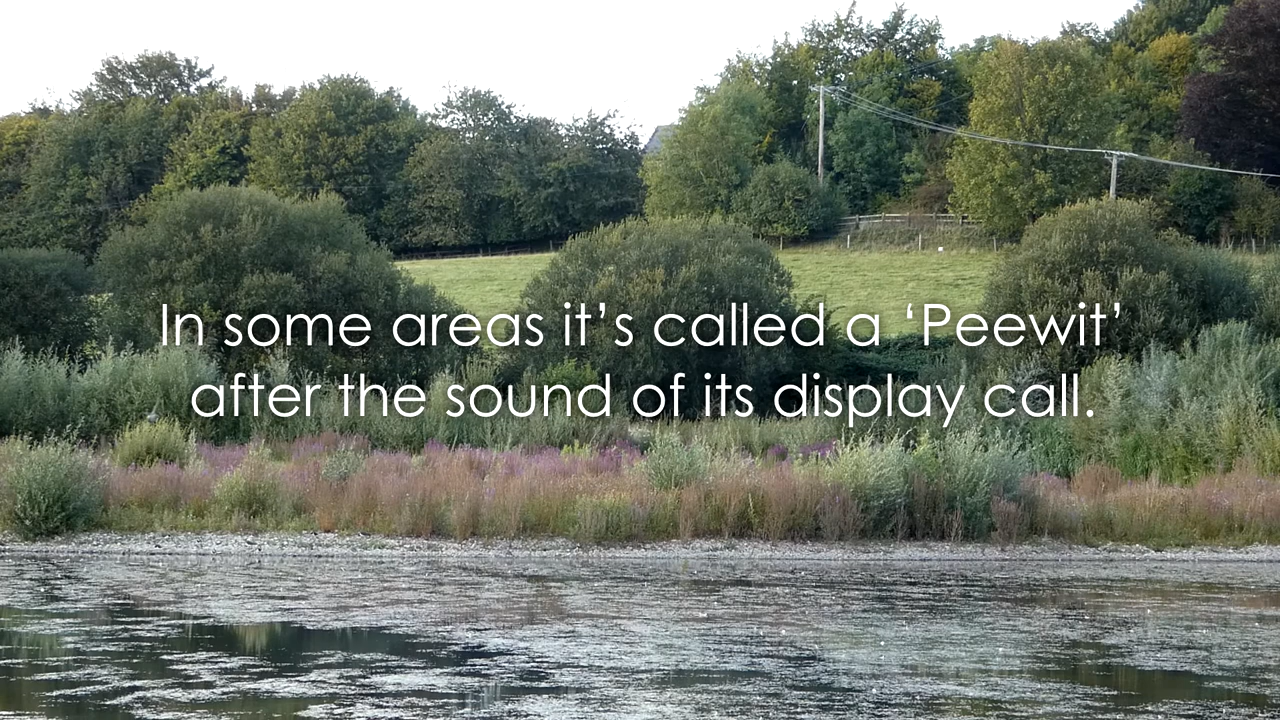 In some areas it’s called a ‘Peewit’
after the sound of its display call.